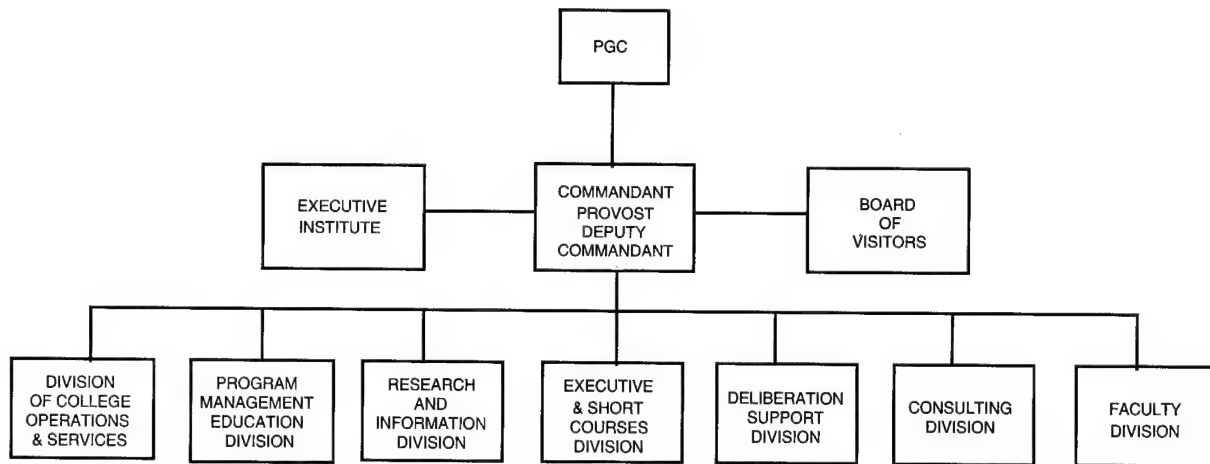 PGC
EXECUTIVE
INSTITUTE
COMMANDANT
PROVOST
DEPUTY
COMMANDANT
BOARD
OF
VISITORS
DIVISION
OF COLLEGE
OPERATIONS
& SERVICES
PROGRAM
MANAGEMENT
EDUCATION
DIVISION
RESEARCH
AND
INFORMATION
DIVISION
EXECUTIVE
& SHORT
COURSES
DIVISION
DELIBERATION
SUPPORT
DIVISION
CONSULTING
DIVISION
FACULTY
DIVISION